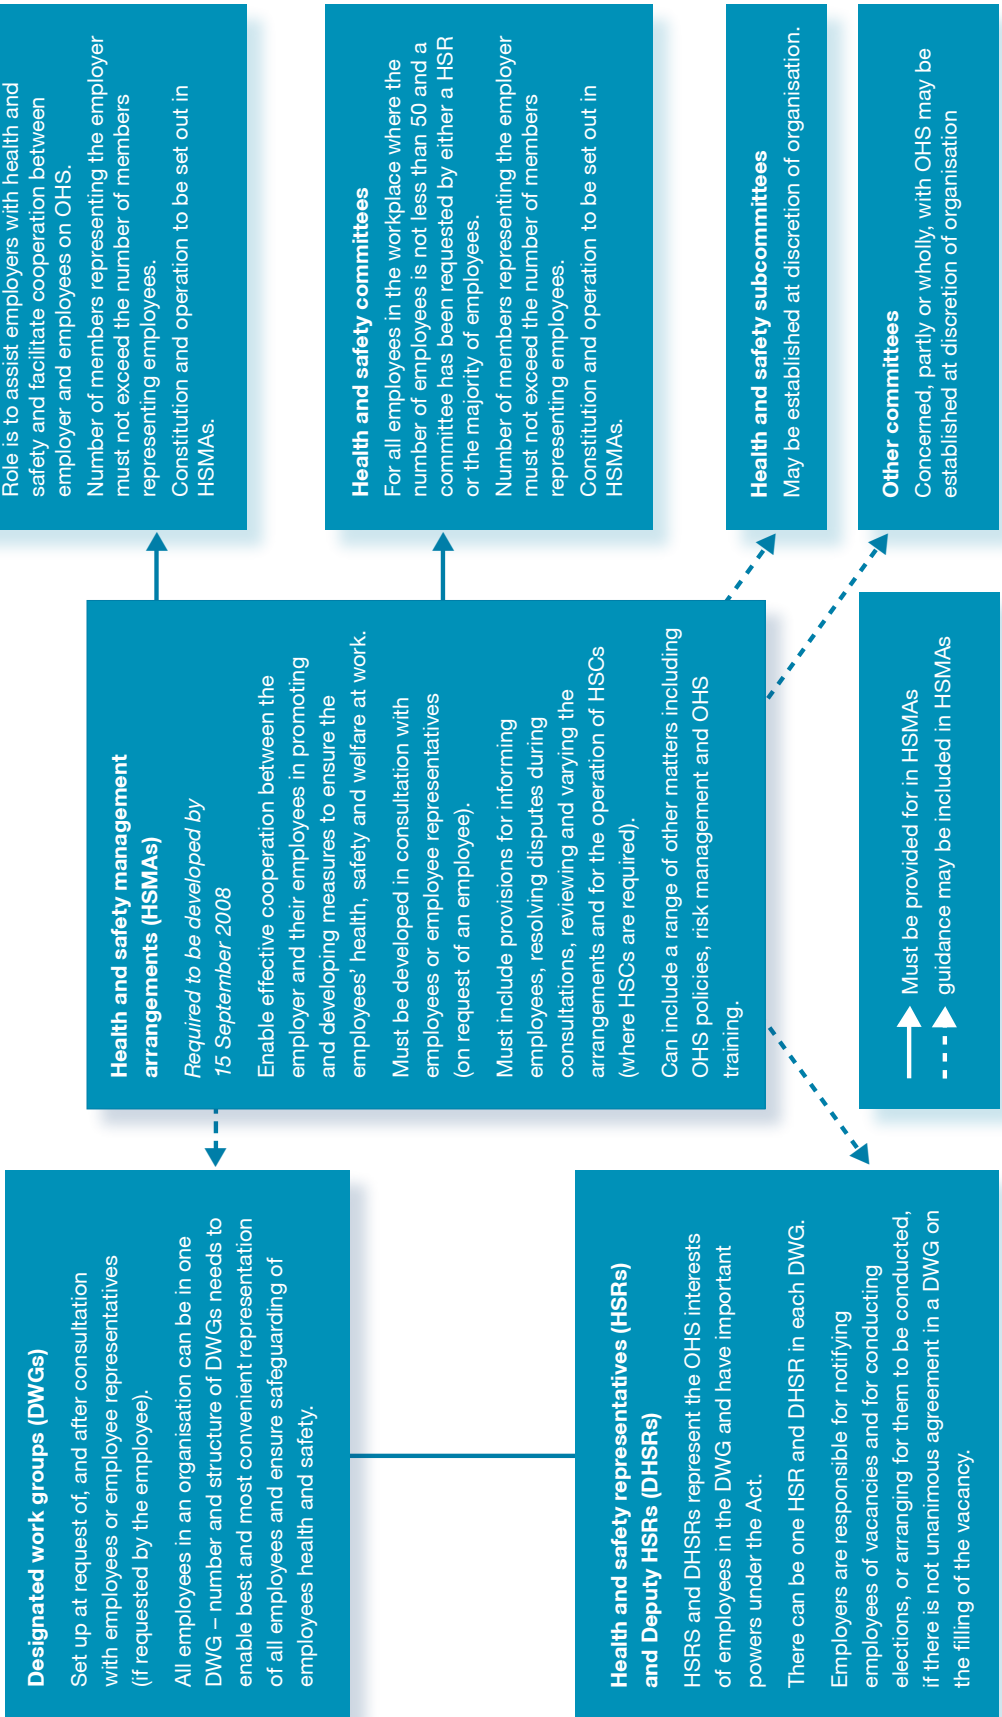 Designated work groups (DWGs)
Set up at request of, and after consultation
with employees or employee representatives
(if requested by the employee).
All employees in an organisation can be in one
DWG – number and structure of DWGs needs to
enable best and most convenient representation
of all employees and ensure safeguarding of
employees health and safety.
Health and safety representatives (HSRs)
and Deputy HSRs (DHSRs)
HSRS and DHSRs represent the OHS interests
of employees in the DWG and have important
powers under the Act.
There can be one HSR and DHSR in each DWG.
Employers are responsible for notifying
employees of vacancies and for conducting
elections, or arranging for them to be conducted,
if there is not unanimous agreement in a DWG on
the filling of the vacancy.
Health and safety management
arrangements (HSMAs)
Required to be developed by
15 September 2008
Enable effective cooperation between the
employer and their employees in promoting
and developing measures to ensure the
employees’ health, safety and welfare at work.
Must be developed in consultation with
employees or employee representatives
(on request of an employee).
Must include provisions for informing
employees, resolving disputes during
consultations, reviewing and varying the
arrangements and for the operation of HSCs
(where HSCs are required).
Can include a range of other matters including
OHS policies, risk management and OHS
training.
Must be provided for in HSMAs
guidance may be included in HSMAs
Role is to assist employers with health and
safety and facilitate cooperation between
employer and employees on OHS.
Number of members representing the employer
must not exceed the number of members
representing employees.
Constitution and operation to be set out in
HSMAs.
Health and safety committees
For all employees in the workplace where the
number of employees is not less than 50 and a
committee has been requested by either a HSR
or the majority of employees.
Number of members representing the employer
must not exceed the number of members
representing employees.
Constitution and operation to be set out in
HSMAs.
Health and safety subcommittees
May be established at discretion of organisation.
Other committees
Concerned, partly or wholly, with OHS may be
established at discretion of organisation